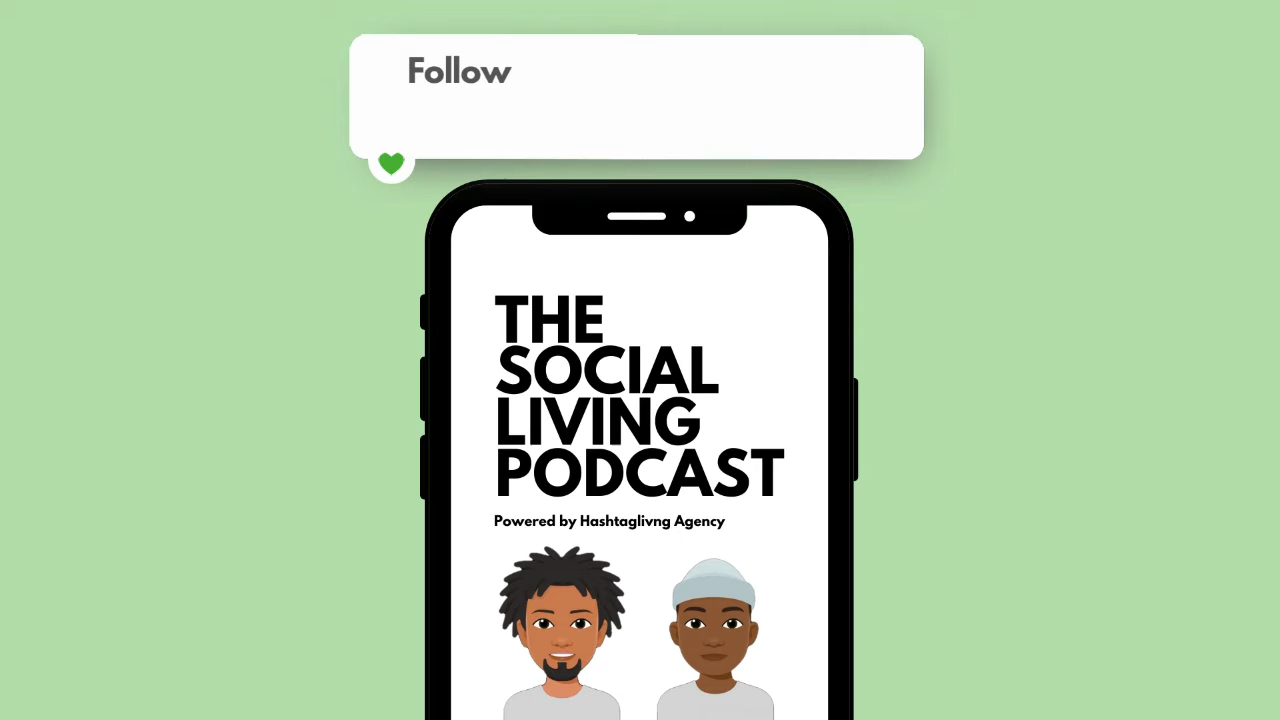 Follow
THE
SOCIAL
LIVING
PODCAST
Powered by Hashtaglivng Agency